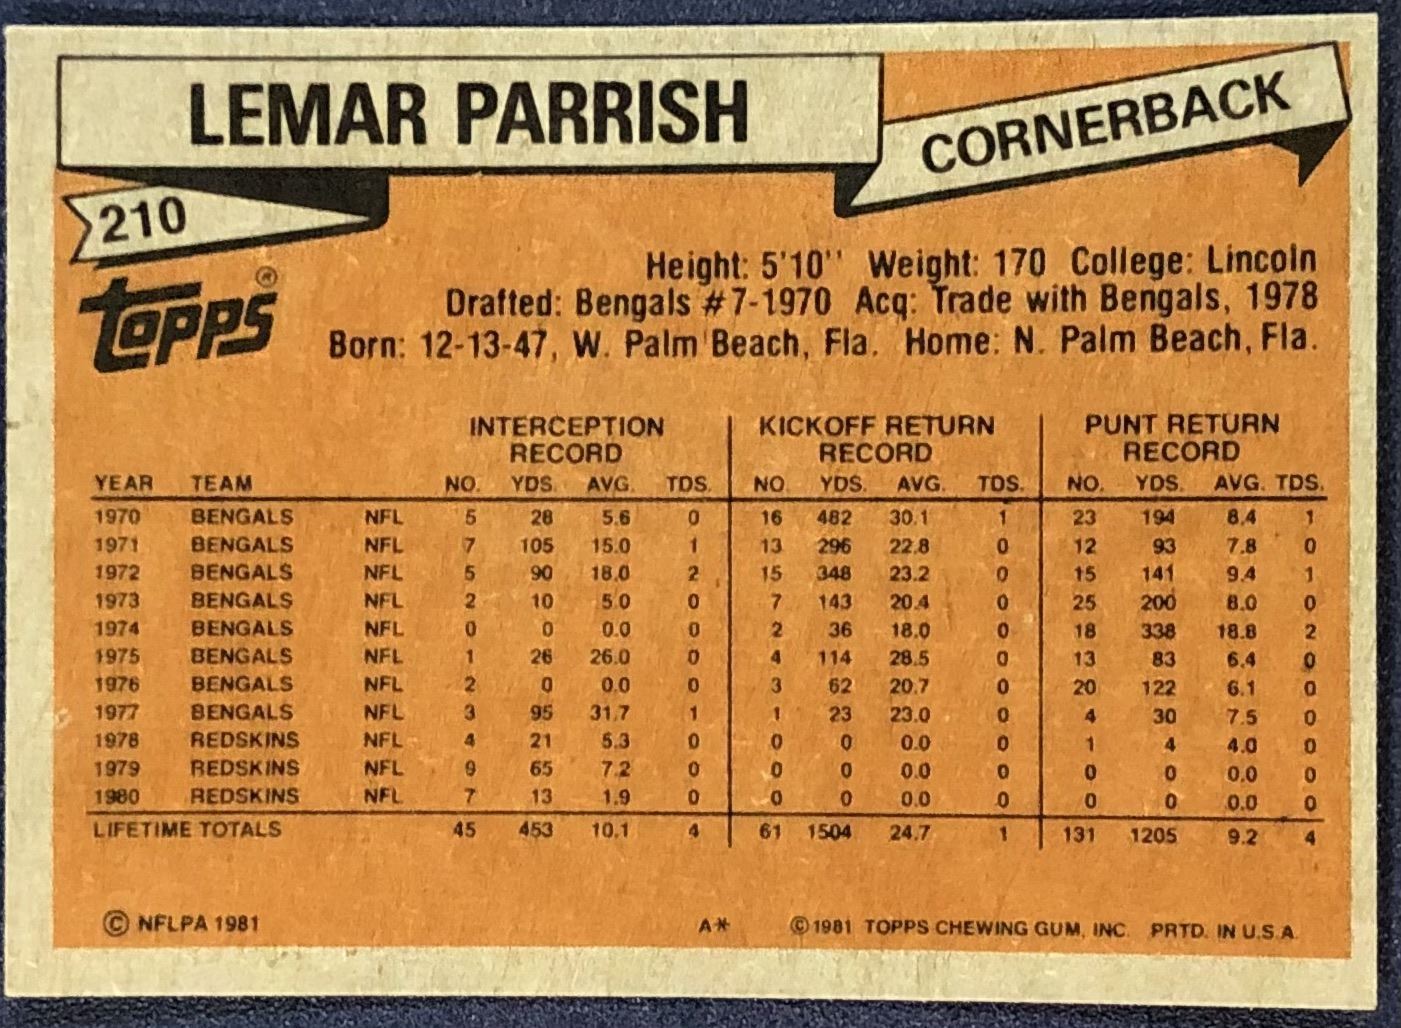 LEMAR PARRISH
CORNERBACK
210
TOPPS®
Height: 5'10'' Weight: 170 College: Lincoln
Drafted: Bengals #7-1970 Acq: Trade with Bengals, 1978
Born: 12-13-47, W. Palm Beach, Fla. Home: N. Palm Beach, Fla.
INTERCEPTION RECORD KICKOFF RETURN RECORD PUNT RETURN RECORD
YEAR TEAM NO. YDS. AVG. TDS. NO. YDS. AVG. TDS. NO. YDS. AVG. TDS.
1970 BENGALS NFL 5 28 5.6 0 16 482 30.1 1 23 194 8.4 1
1971 BENGALS NFL 7 105 15.0 1 13 296 22.8 0 12 93 7.8 0
1972 BENGALS NFL 5 90 18.0 2 15 348 23.2 0 15 141 9.4 1
1973 BENGALS NFL 2 10 5.0 0 7 143 20.4 0 25 200 8.0 0
1974 BENGALS NFL 0 0 0.0 0 2 36 18.0 0 18 338 18.8 2
1975 BENGALS NFL 1 26 26.0 0 4 114 28.5 0 13 83 6.4 0
1976 BENGALS NFL 2 0 0.0 0 3 62 20.7 0 20 122 6.1 0
1977 BENGALS NFL 3 95 31.7 1 1 23 23.0 0 4 30 7.5 0
1978 REDSKINS NFL 4 21 5.3 0 0 0 0.0 0 1 4 4.0 0
1979 REDSKINS NFL 9 65 7.2 0 0 0 0.0 0 0 0 0.0 0
1980 REDSKINS NFL 7 13 1.9 0 0 0 0.0 0 0 0 0.0 0
LIFETIME TOTALS 45 453 10.1 4 61 1504 24.7 1 131 1205 9.2 4
© NFLPA 1981 A* © 1981 TOPPS CHEWING GUM, INC. PRTD. IN U.S.A.